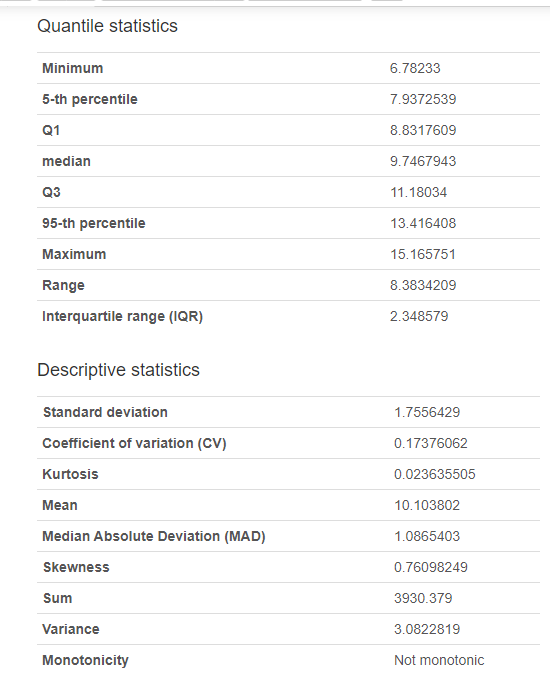 Quantile statistics
Minimum 6.78233
5-th percentile 7.9372539
Q1 8.8317609
median 9.7467943
Q3 11.18034
95-th percentile 13.416408
Maximum 15.165751
Range 8.3834209
Interquartile range (IQR) 2.348579
Descriptive statistics
Standard deviation 1.7556429
Coefficient of variation (CV) 0.17376062
Kurtosis 0.023635505
Mean 10.103802
Median Absolute Deviation (MAD) 1.0865403
Skewness 0.76098249
Sum 3930.379
Variance 3.0822819
Monotonicity Not monotonic